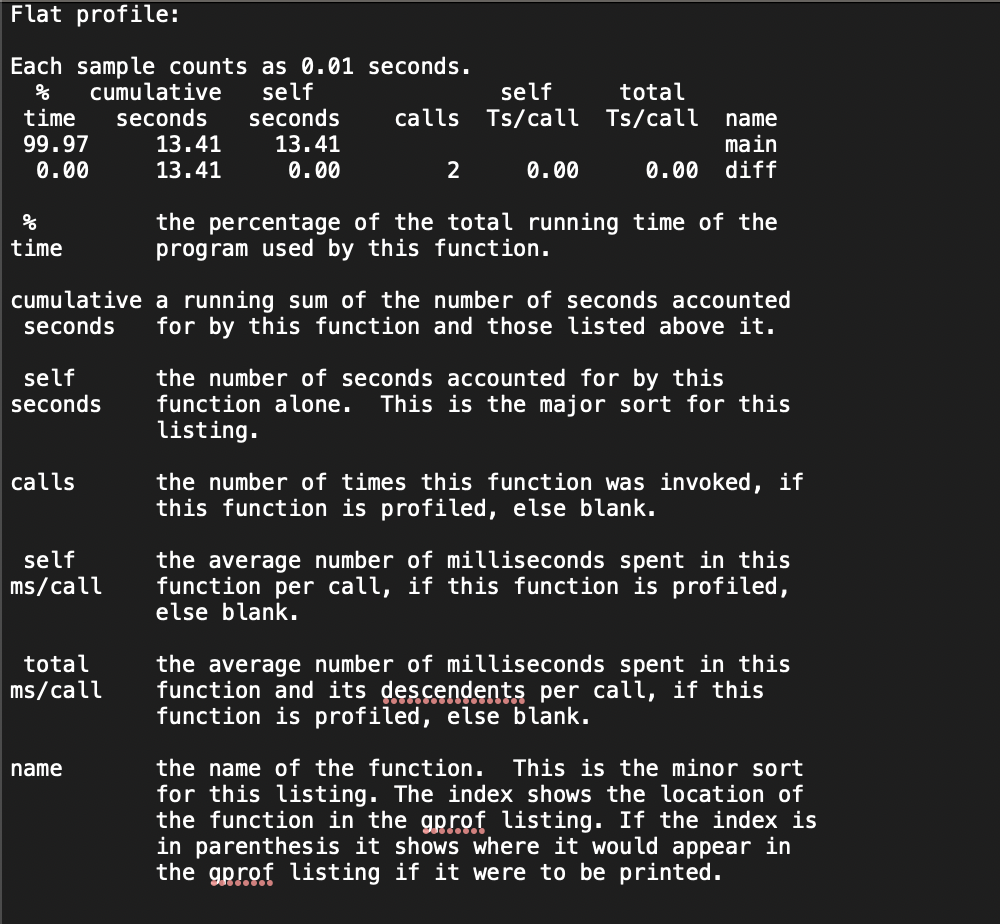 Flat profile:
Each sample counts as 0.01 seconds.
  %   cumulative   self              self     total
 time   seconds   seconds    calls  Ts/call  Ts/call  name
 99.97     13.41    13.41                             main
  0.00     13.41     0.00        2     0.00     0.00  diff
 %         the percentage of the total running time of the
time       program used by this function.
cumulative a running sum of the number of seconds accounted
 seconds   for by this function and those listed above it.
 self      the number of seconds accounted for by this
seconds    function alone.  This is the major sort for this
           listing.
calls      the number of times this function was invoked, if
           this function is profiled, else blank.
 self      the average number of milliseconds spent in this
ms/call    function per call, if this function is profiled,
           else blank.
 total     the average number of milliseconds spent in this
ms/call    function and its descendents per call, if this
           function is profiled, else blank.
name       the name of the function.  This is the minor sort
           for this listing. The index shows the location of
           the function in the gprof listing. If the index is
           in parenthesis it shows where it would appear in
           the gprof listing if it were to be printed.